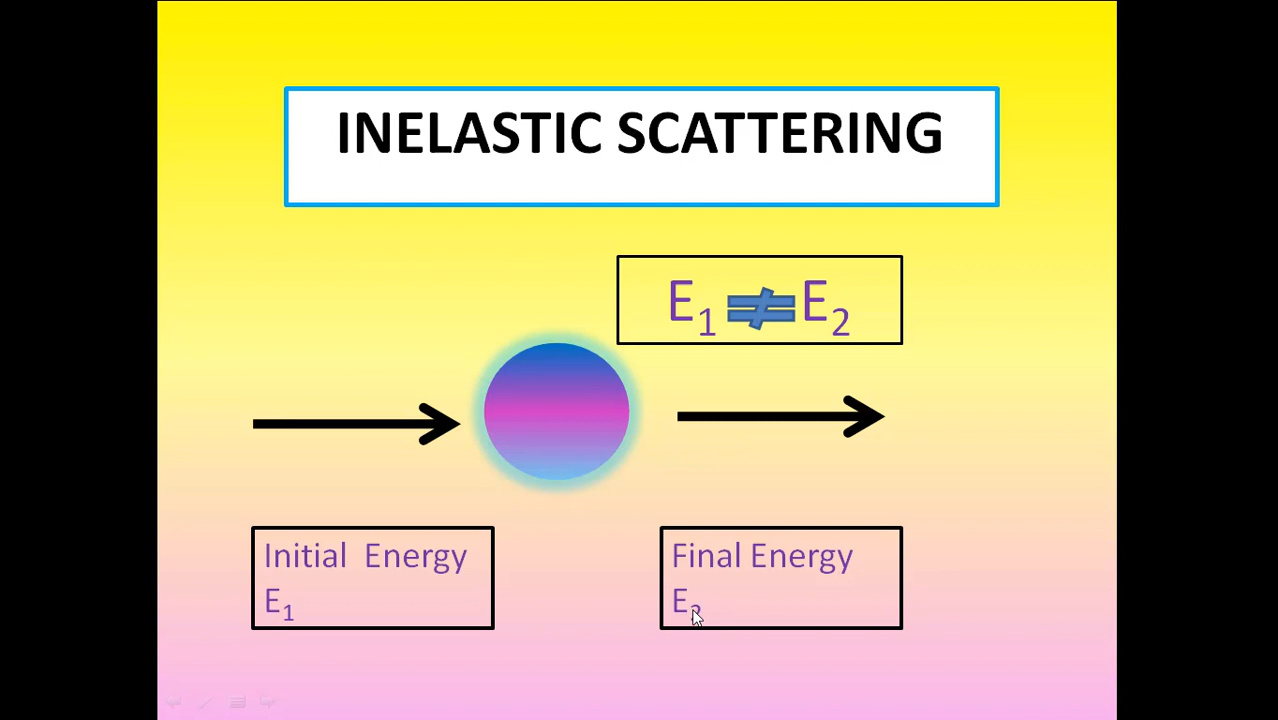 INELASTIC SCATTERING
E₁ ≠ E₂
Initial Energy
E₁
Final Energy
E₂